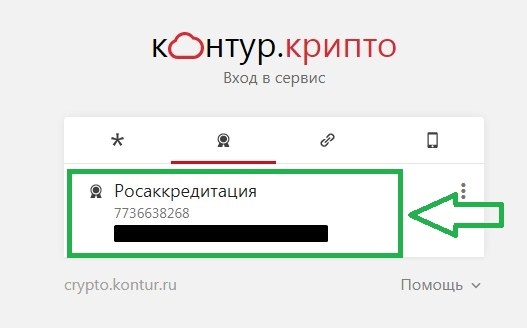 контур.крипто
Вход в сервис
*
Росаккредитация
7736638268
crypto.kontur.ru
Помощь